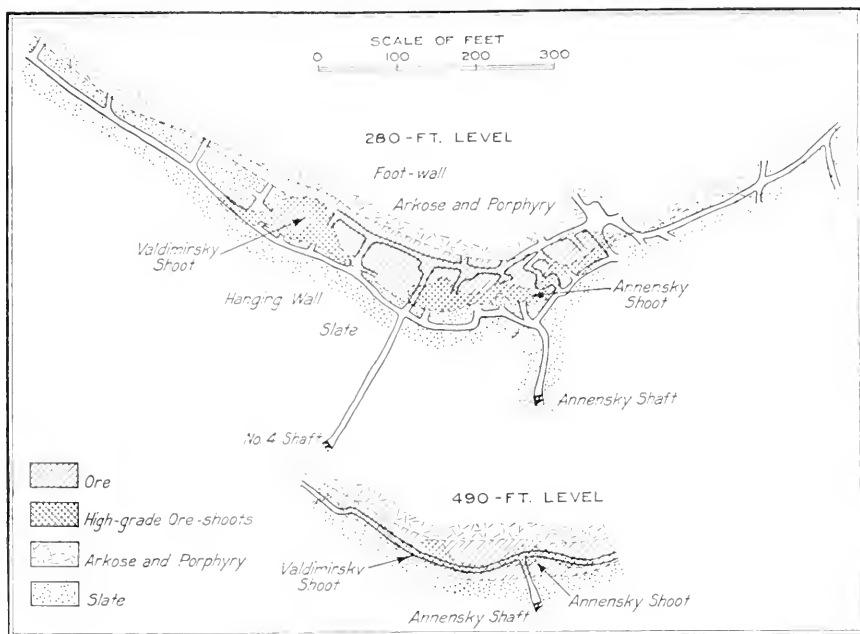 SCALE OF FEET
0 100 200 300
280-FT. LEVEL
Foot-wall
Arkose and Porphyry
Valdimirsky
Shoot
Hanging Wall
Slate
Annensky
Shoot
Annensky Shaft
No. 4 Shaft
Ore
High-grade Ore-shoots
Arkose and Porphyry
Slate
490-FT. LEVEL
Valdimirsky
Shoot
Annensky Shoot
Annensky Shaft